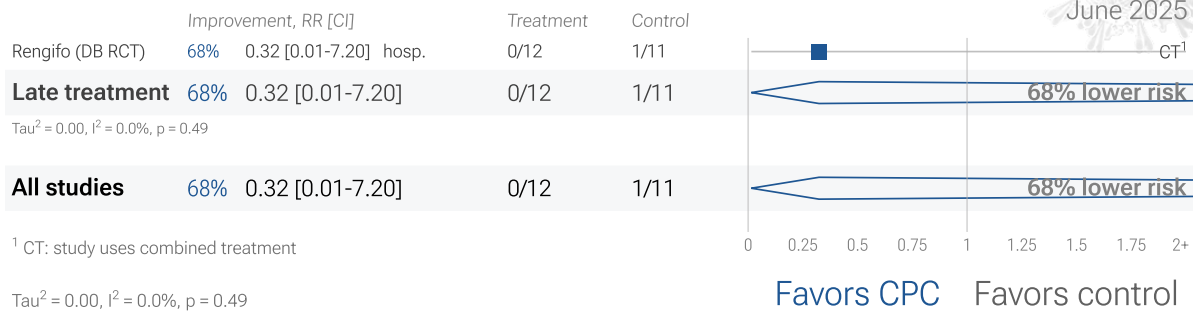 June 2025
Improvement, RR [CI] Treatment Control
Rengifo (DB RCT) 68% 0.32 [0.01-7.20] hosp. 0/12 1/11 CT¹
Late treatment 68% 0.32 [0.01-7.20] 0/12 1/11 68% lower risk
Tau² = 0.00, I² = 0.0%, p = 0.49
All studies 68% 0.32 [0.01-7.20] 0/12 1/11 68% lower risk
0 0.25 0.5 0.75 1 1.25 1.5 1.75 2+
¹ CT: study uses combined treatment
Tau² = 0.00, I² = 0.0%, p = 0.49
Favors CPC Favors control